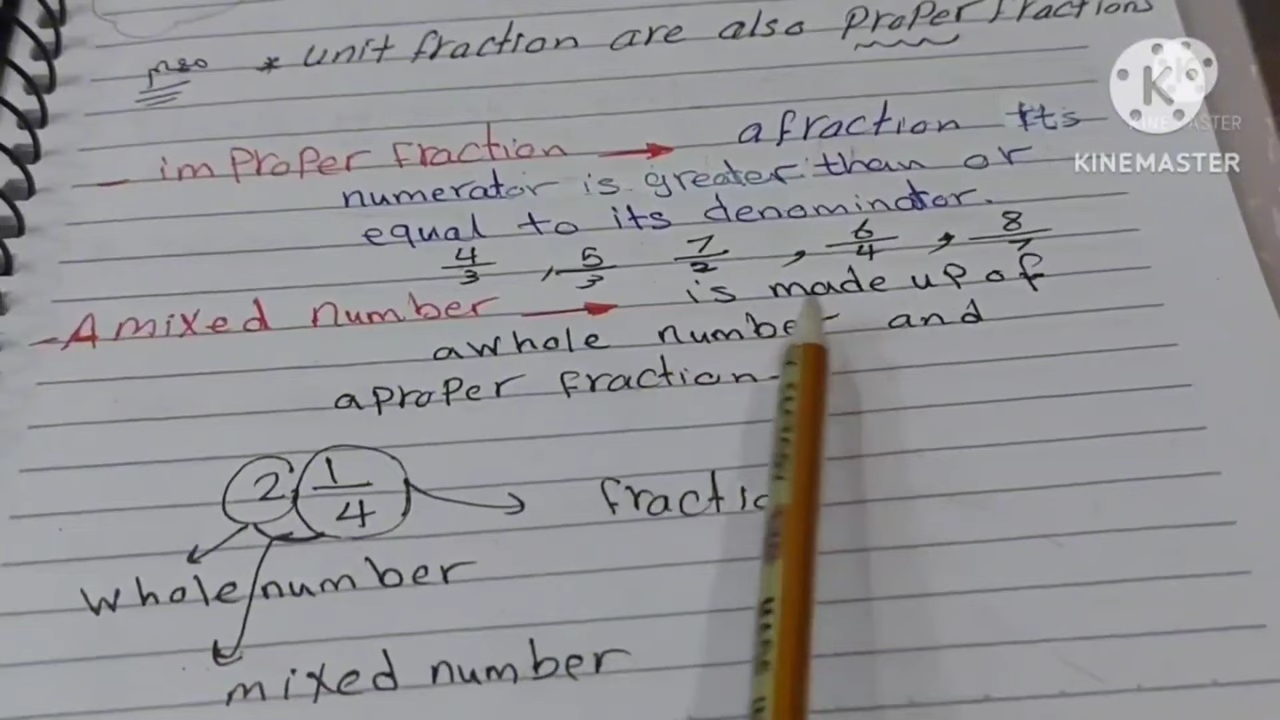 * unit fraction are also proper fractions
KINEMASTER
- improper fraction → a fraction Its
numerator is greater than or
equal to its denominator.
4/3 , 5/3 7/2 , 6/4 , 8/7
- A mixed number → is made up of
a whole number and
a proper fraction
2 1/4 → fractio
whole number
mixed number